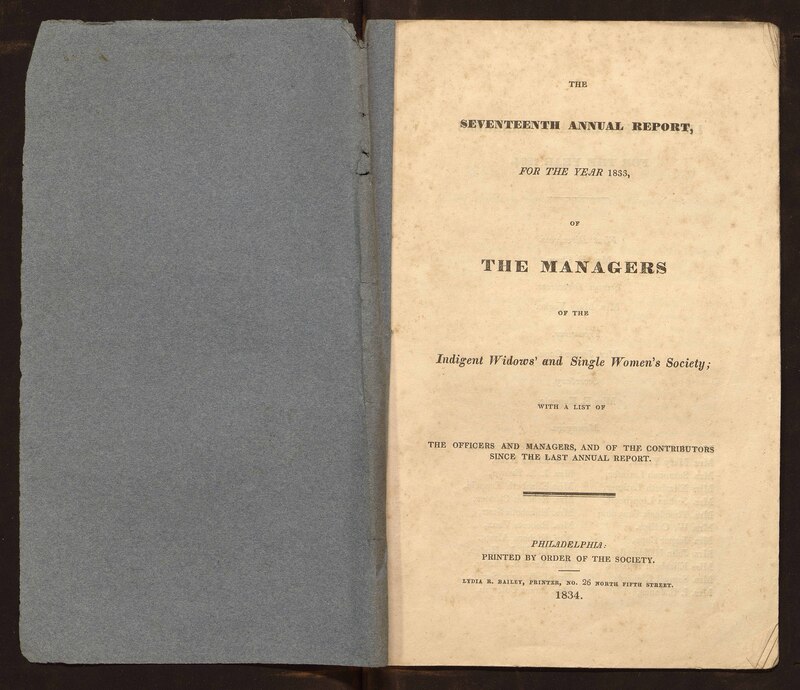 THE
SEVENTEENTH ANNUAL REPORT,
FOR THE YEAR 1833,
OF
THE MANAGERS
OF THE
Indigent Widows' and Single Women's Society;
WITH A LIST OF
THE OFFICERS AND MANAGERS, AND OF THE CONTRIBUTORS
SINCE THE LAST ANNUAL REPORT.
PHILADELPHIA:
PRINTED BY ORDER OF THE SOCIETY.
LYDIA R. BAILEY, PRINTER, NO. 26 NORTH FIFTH STREET.
1834.